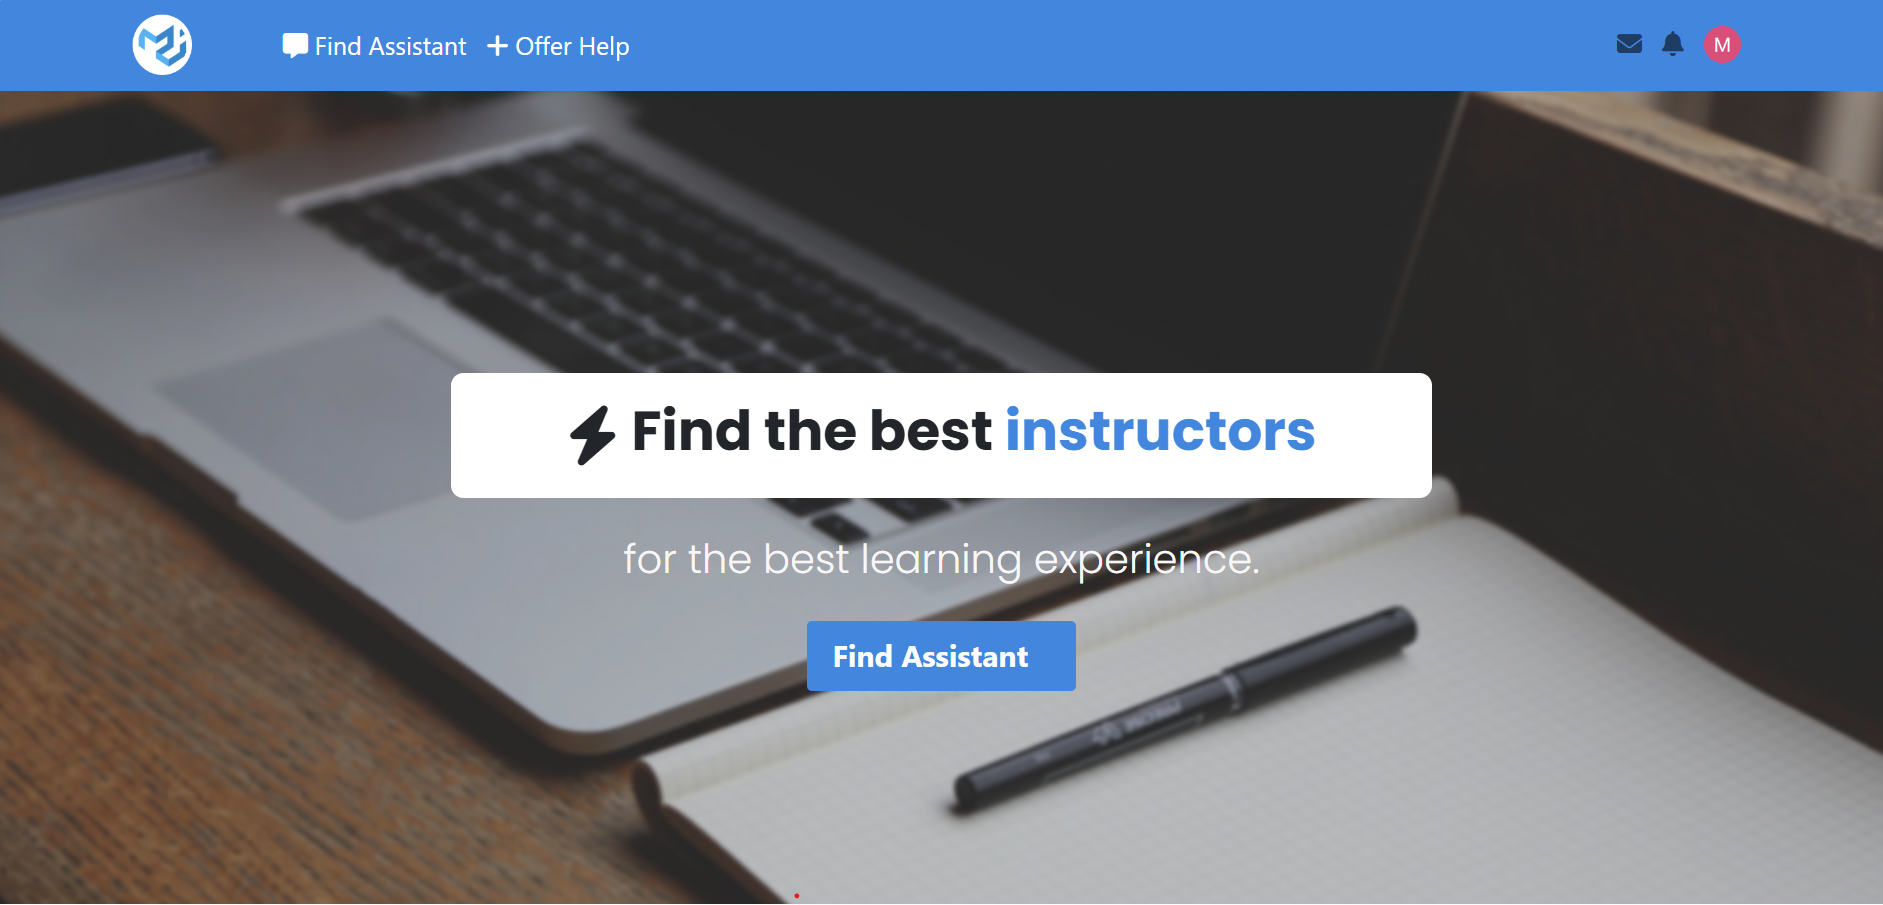 Find Assistant
Offer Help
M
Find the best instructors
for the best learning experience.
Find Assistant